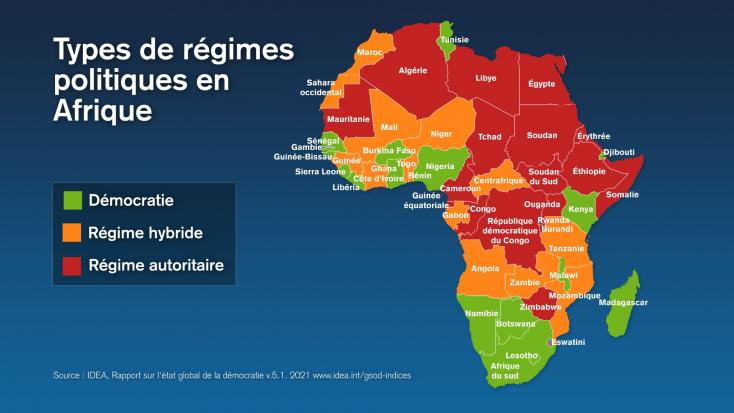 Types de régimes
politiques en
Afrique
Démocratie
Régime hybride
Régime autoritaire
Tunisie
Maroc
Algérie
Libye
Égypte
Sahara
occidental
Mauritanie
Mali
Niger
Tchad
Soudan
Érythrée
Djibouti
Sénégal
Gambie
Guinée-Bissau
Guinée
Sierra Leone
Libéria
Burkina Faso
Ghana
Togo
Côte d'Ivoire
Bénin
Nigeria
Cameroun
Centrafrique
Soudan
du Sud
Éthiopie
Somalie
Guinée
équatoriale
Gabon
Congo
République
démocratique
du Congo
Ouganda
Kenya
Rwanda
Burundi
Tanzanie
Angola
Zambie
Malawi
Mozambique
Madagascar
Zimbabwe
Namibie
Botswana
Eswatini
Lesotho
Afrique
du sud
Source : IDEA, Rapport sur l'état global de la démocratie v.5.1. 2021 www.idea.int/gsod-indices